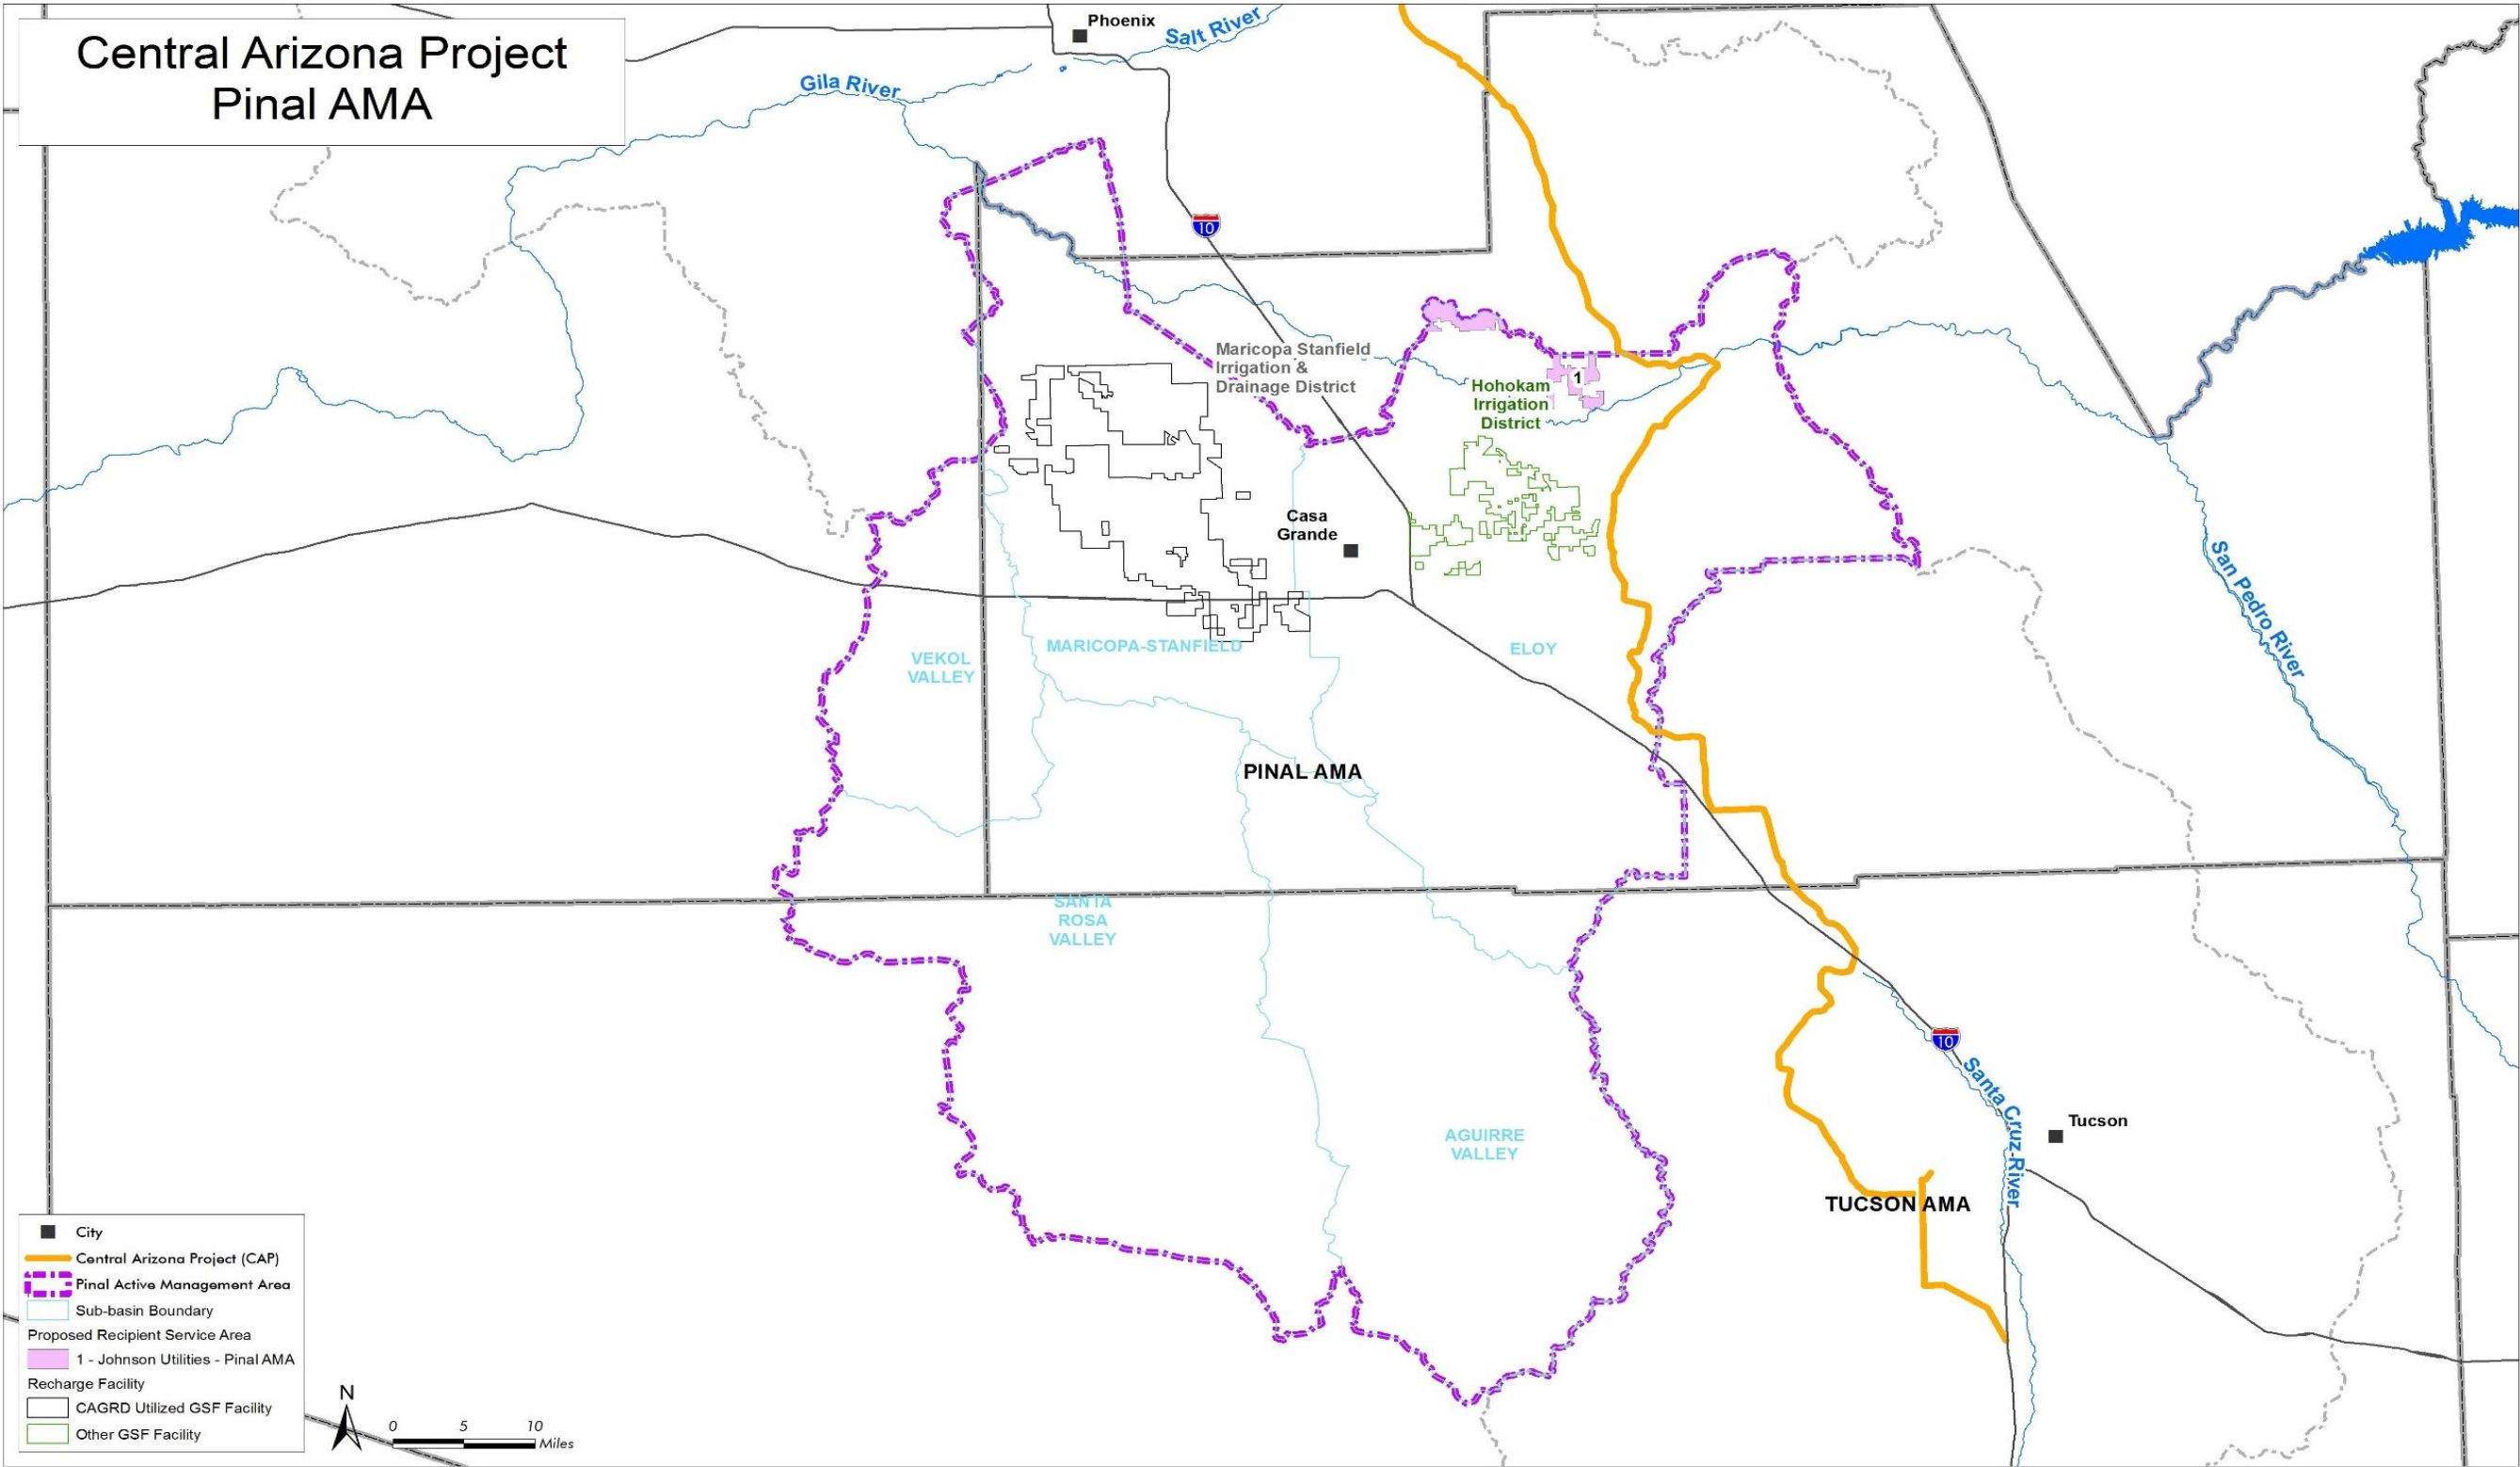 Central Arizona Project
Pinal AMA
Phoenix
Salt River
Gila River
10
Maricopa Stanfield
Irrigation &
Drainage District
Hohokam
Irrigation
District
1
Casa
Grande
San Pedro River
VEKOL
VALLEY
MARICOPA-STANFIELD
ELOY
PINAL AMA
SANTA
ROSA
VALLEY
10
Santa Cruz River
Tucson
AGUIRRE
VALLEY
TUCSON AMA
City
Central Arizona Project (CAP)
Pinal Active Management Area
Sub-basin Boundary
Proposed Recipient Service Area
1 - Johnson Utilities - Pinal AMA
Recharge Facility
CAGRD Utilized GSF Facility
Other GSF Facility
N
0 5 10
Miles